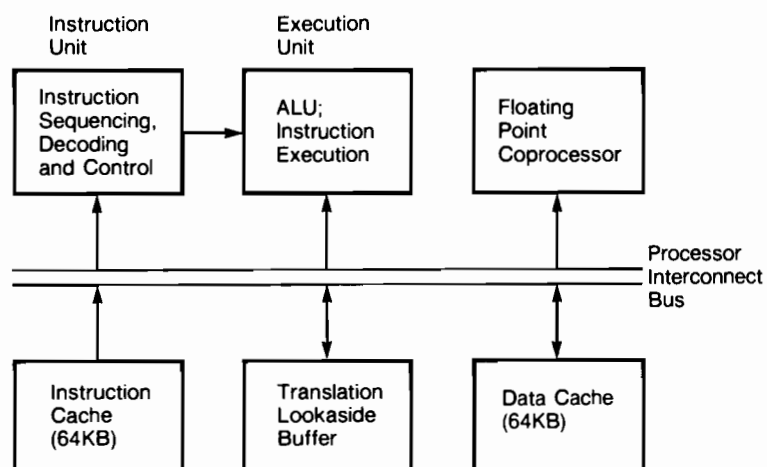 Instruction
Unit
Execution
Unit
Instruction
Sequencing,
Decoding
and Control
ALU;
Instruction
Execution
Floating
Point
Coprocessor
Processor
Interconnect
Bus
Instruction
Cache
(64KB)
Translation
Lookaside
Buffer
Data Cache
(64KB)